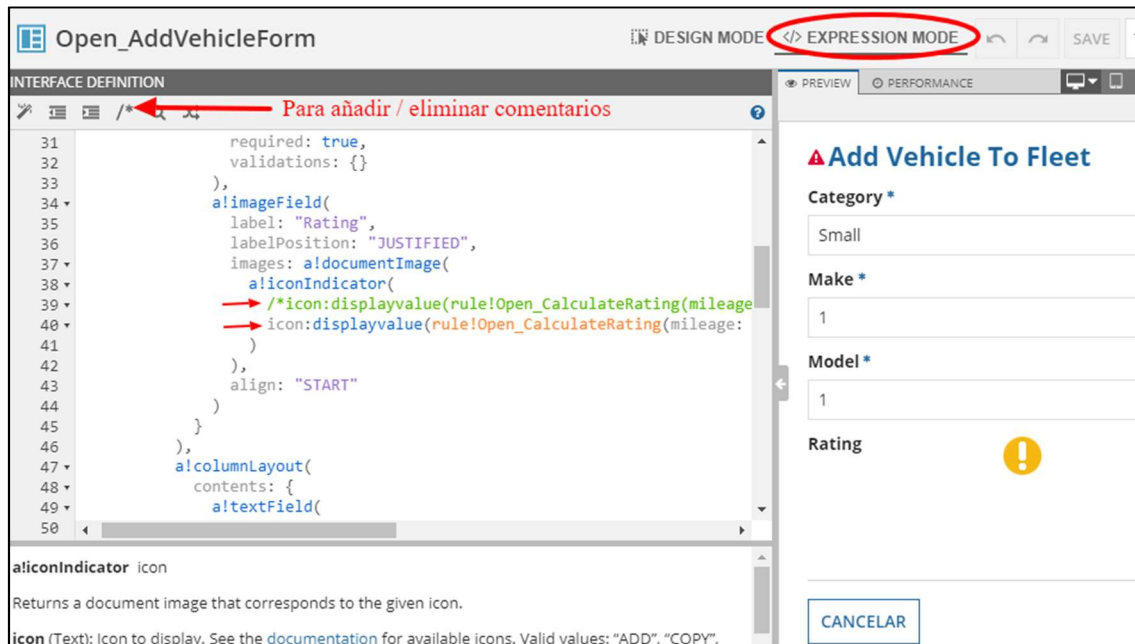 Open_AddVehicleForm
DESIGN MODE
</> EXPRESSION MODE
SAVE
INTERFACE DEFINITION
PREVIEW
PERFORMANCE
/*
Para añadir / eliminar comentarios
31 required: true,
32 validations: {}
33 ),
34 a!imageField(
35 label: "Rating",
36 labelPosition: "JUSTIFIED",
37 images: a!documentImage(
38 a!iconIndicator(
39 /*icon:displayvalue(rule!Open_CalculateRating(mileage
40 icon:displayvalue(rule!Open_CalculateRating(mileage:
41 )
42 ),
43 align: "START"
44 )
45 }
46 ),
47 a!columnLayout(
48 contents: {
49 a!textField(
50
a!iconIndicator icon
Returns a document image that corresponds to the given icon.
icon (Text): Icon to display. See the documentation for available icons. Valid values: "ADD", "COPY",
Add Vehicle To Fleet
Category *
Small
Make *
1
Model *
1
Rating
CANCELAR